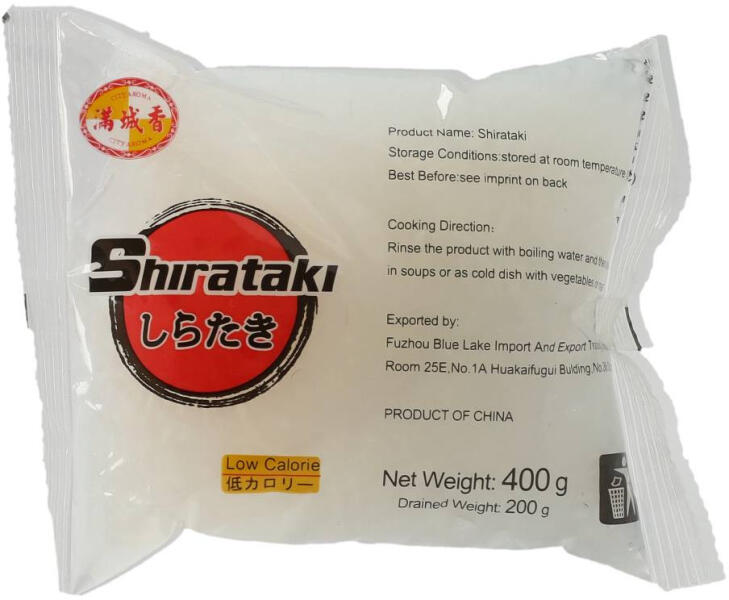 CITYAROMA
滿城香
CITYAROMA
Shirataki
しらたき
Low Calorie
低カロリー
Product Name: Shirataki
Storage Conditions:stored at room temperature
Best Before:see imprint on back
Cooking Direction:
Rinse the product with boiling water and
in soups or as cold dish with vegetables
Exported by:
Fuzhou Blue Lake Import And Export
Room 25E,No.1A Huakaifugui Bulding,
PRODUCT OF CHINA
Net Weight: 400 g
Drained Weight: 200 g